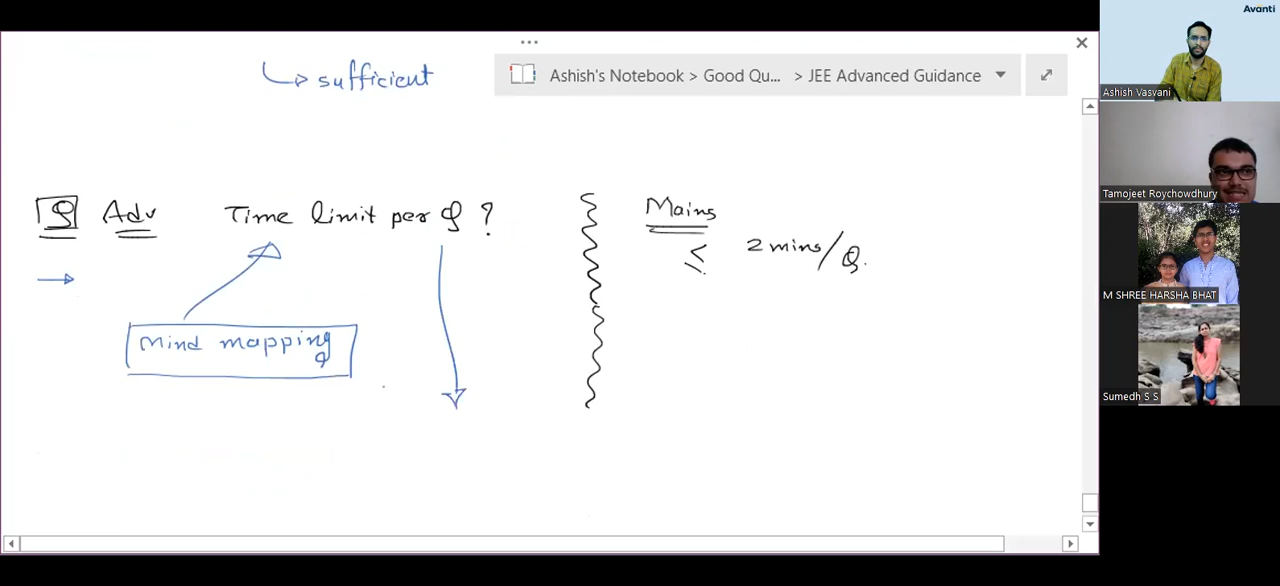 Avanti
↳ sufficient
Ashish's Notebook > Good Qu... > JEE Advanced Guidance
Ashish Vasvani
Q Adv Time limit per Q ?
Mains
≤ 2 mins/Q.
Mind mapping
Tamojeet Roychowdhury
M SHREE HARSHA BHAT
Sumedh S S